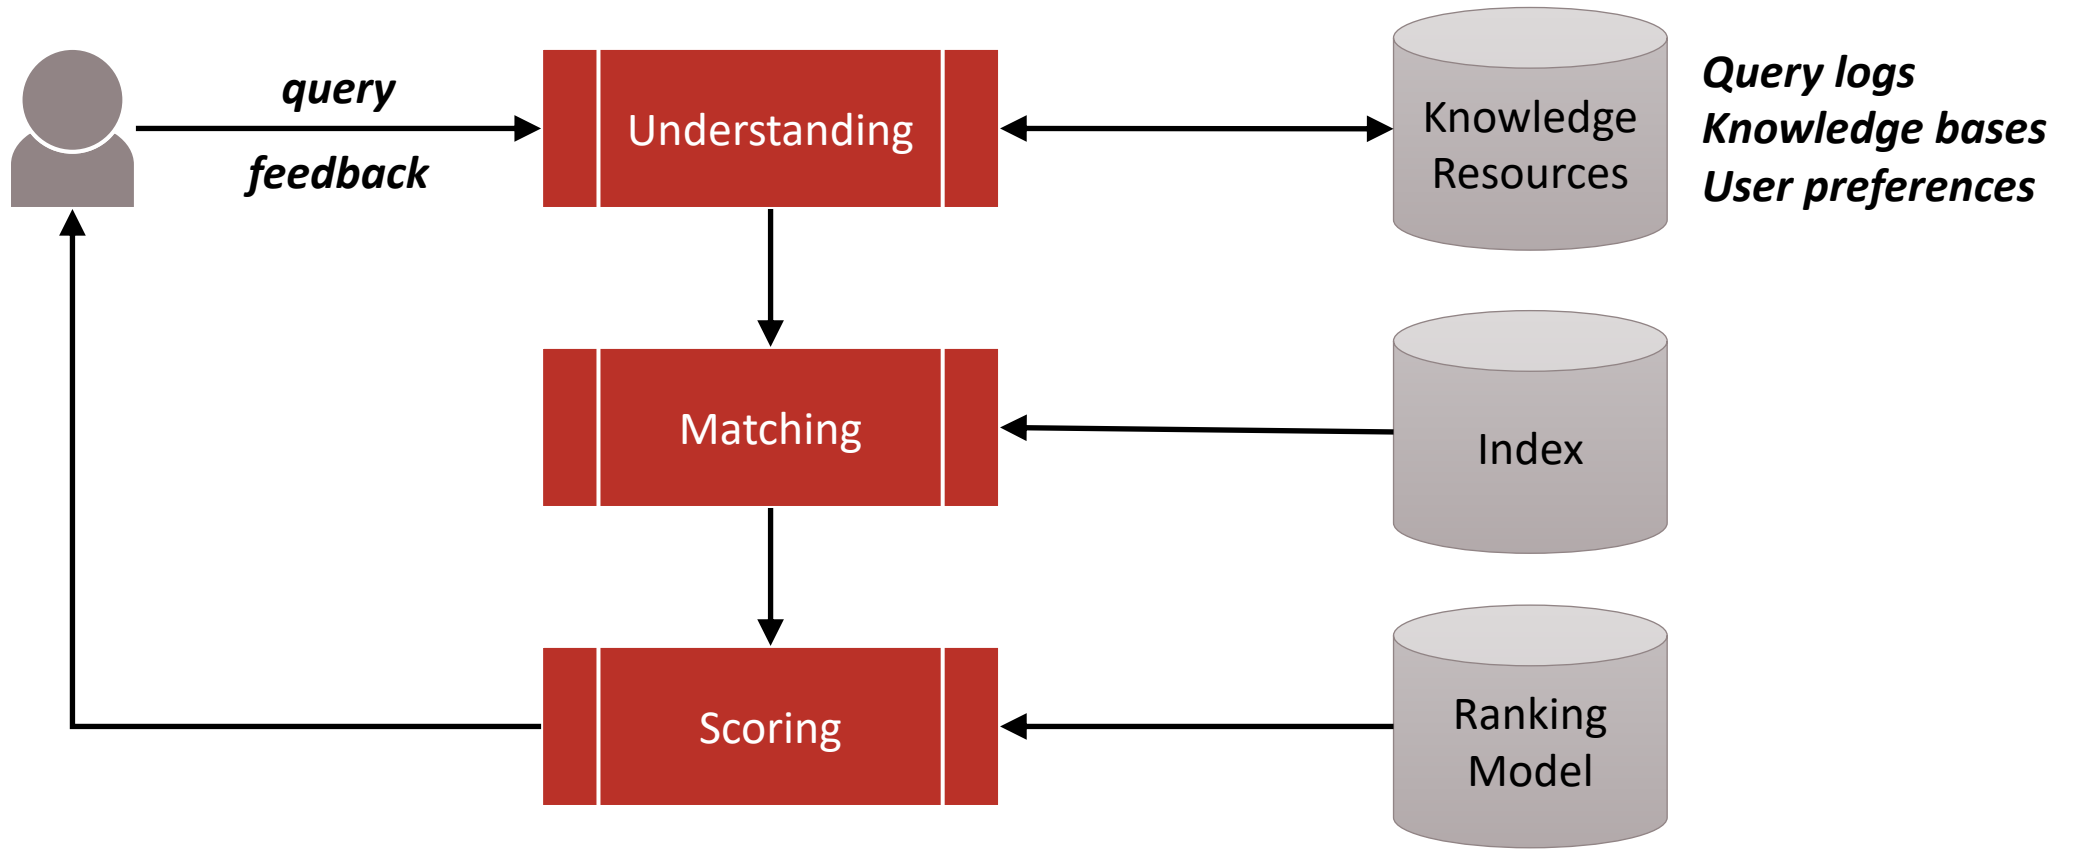 query
feedback
Understanding
Knowledge
Resources
Query logs
Knowledge bases
User preferences
Matching
Index
Scoring
Ranking
Model